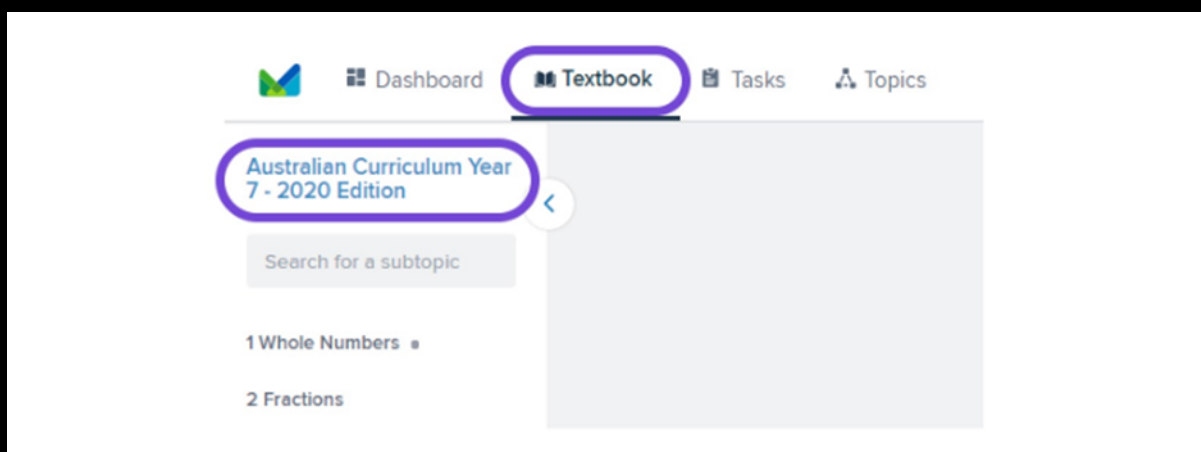 Dashboard Textbook Tasks Topics
Australian Curriculum Year
7 - 2020 Edition
Search for a subtopic
1 Whole Numbers
2 Fractions